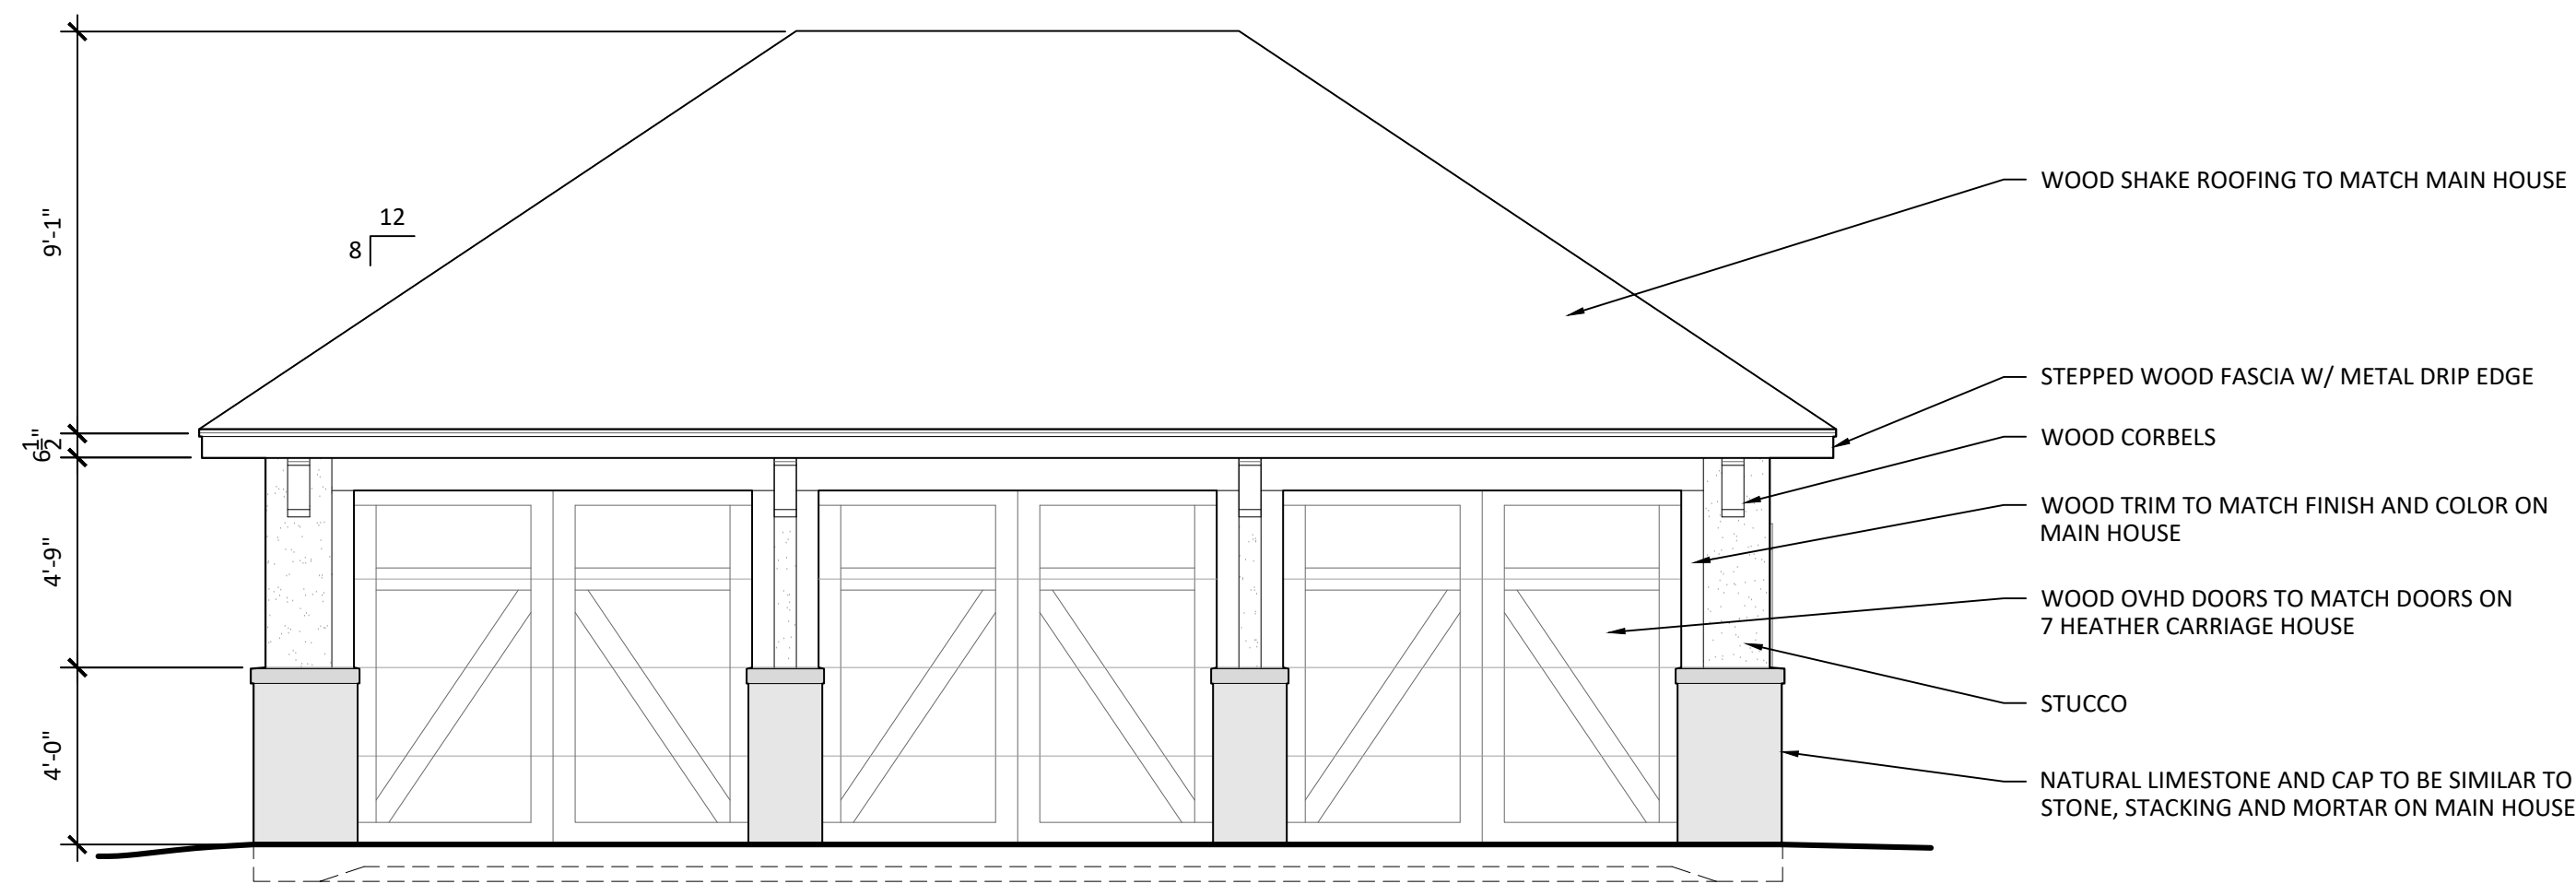 9'-1"
12
8
6 1/2"
4'-9"
4'-0"
WOOD SHAKE ROOFING TO MATCH MAIN HOUSE
STEPPED WOOD FASCIA W/ METAL DRIP EDGE
WOOD CORBELS
WOOD TRIM TO MATCH FINISH AND COLOR ON
MAIN HOUSE
WOOD OVHD DOORS TO MATCH DOORS ON
7 HEATHER CARRIAGE HOUSE
STUCCO
NATURAL LIMESTONE AND CAP TO BE SIMILAR TO
STONE, STACKING AND MORTAR ON MAIN HOUSE